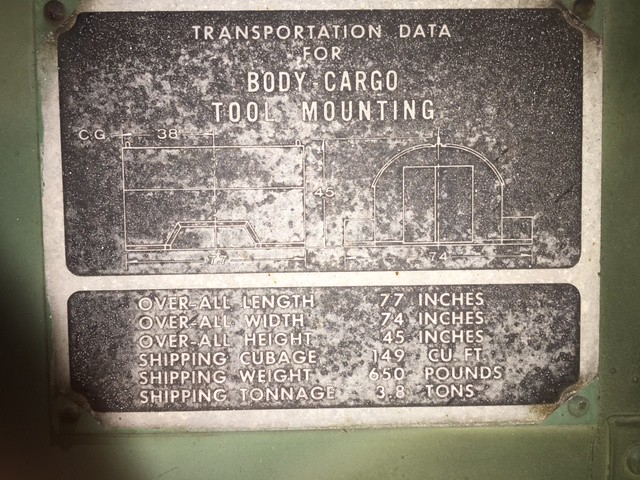 TRANSPORTATION DATA
FOR
BODY-CARGO
TOOL MOUNTING
C.G. 38
45
77 74
OVER-ALL LENGTH 77 INCHES
OVER-ALL WIDTH 74 INCHES
OVER-ALL HEIGHT 45 INCHES
SHIPPING CUBAGE 149 CU FT
SHIPPING WEIGHT 650 POUNDS
SHIPPING TONNAGE 3.8 TONS